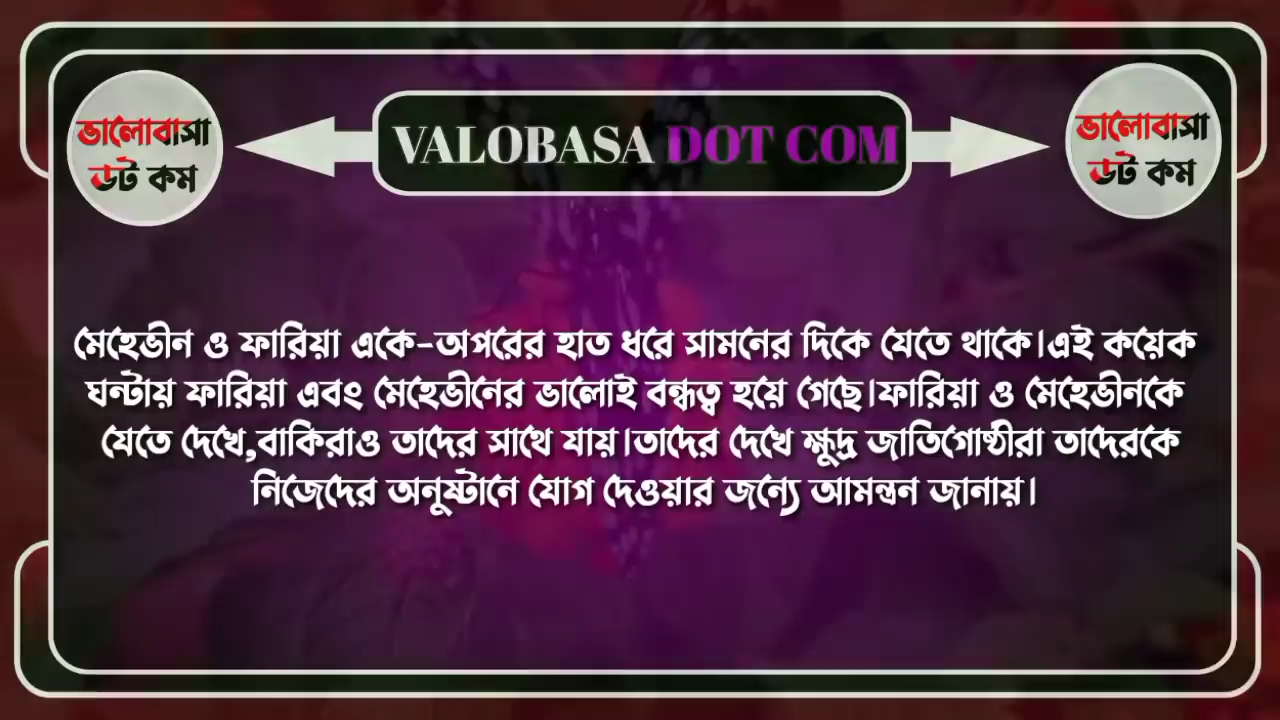 ভালোবাসা
ডট কম
VALOBASA DOT COM
ভালোবাসা
ডট কম
মেহেভীন ও ফারিয়া একে-অপরের হাত ধরে সামনের দিকে যেতে থাকে।এই কয়েক
ঘন্টায় ফারিয়া এবং মেহেভীনের ভালোই বন্ধত্ব হয়ে গেছে।ফারিয়া ও মেহেভীনকে
যেতে দেখে,বাকিরাও তাদের সাথে যায়।তাদের দেখে ক্ষুদ্র জাতিগোষ্ঠীরা তাদেরকে
নিজেদের অনুষ্টানে যোগ দেওয়ার জন্যে আমন্ত্রন জানায়।